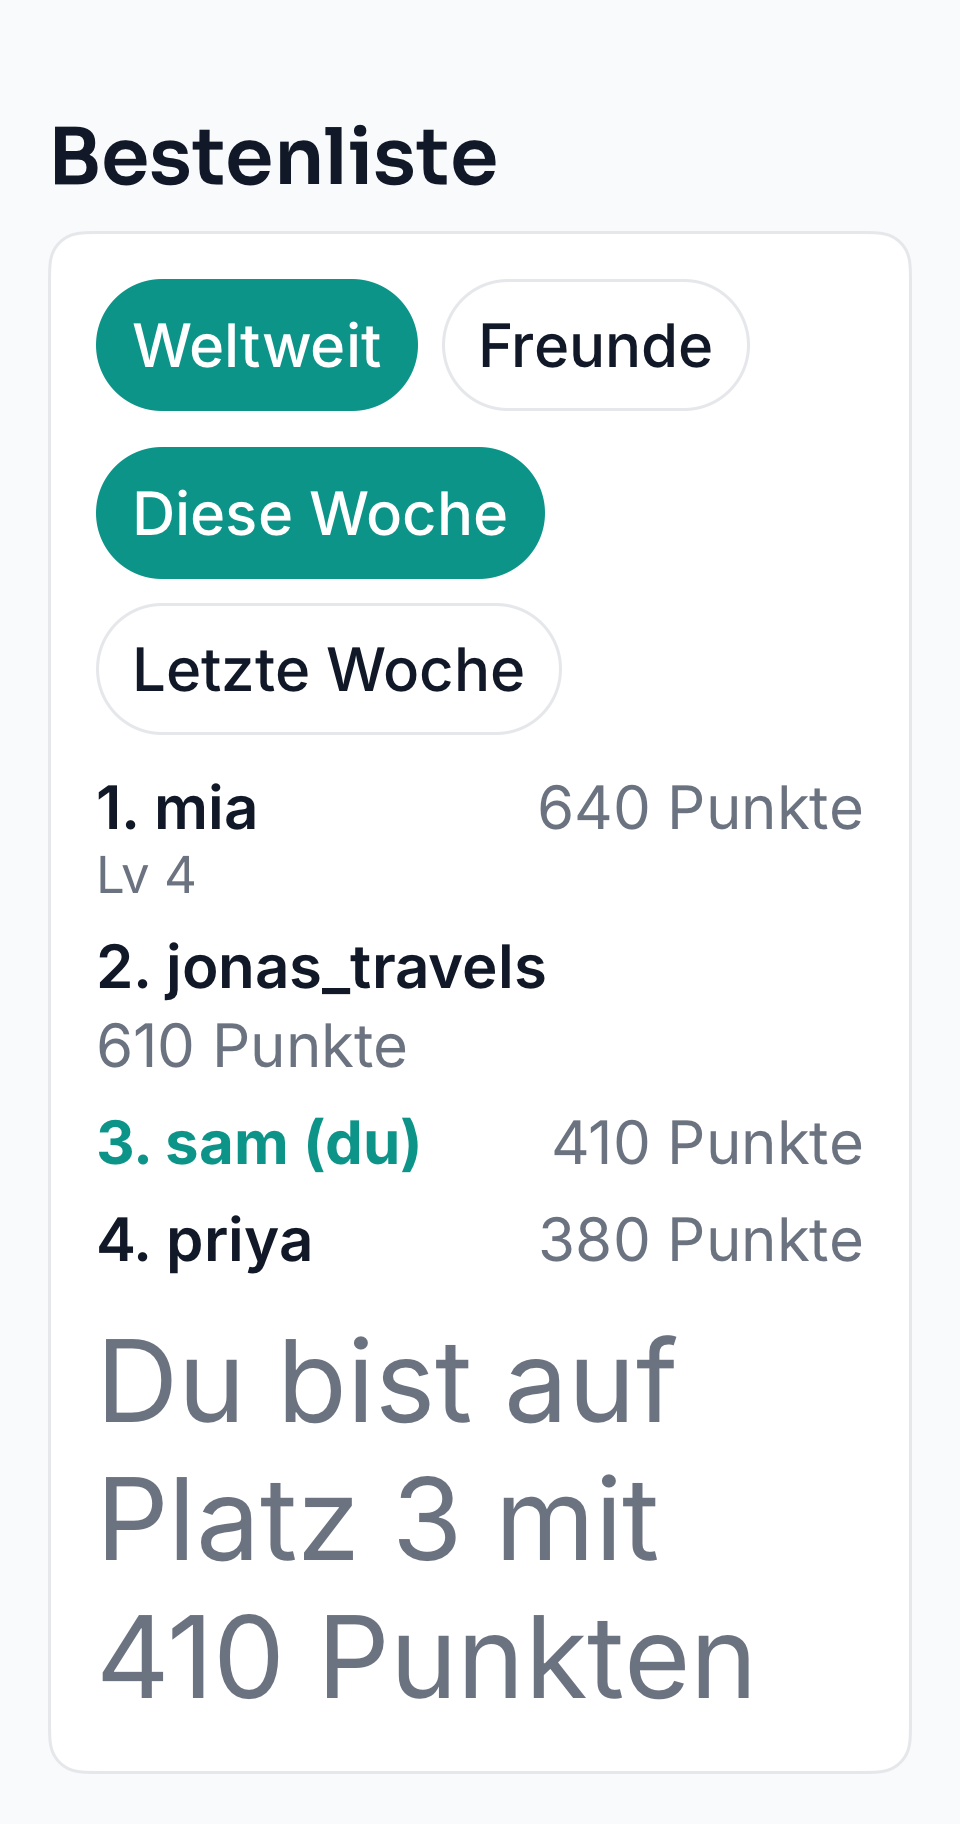 Bestenliste
Weltweit Freunde
Diese Woche
Letzte Woche
1. mia 640 Punkte
Lv 4
2. jonas_travels
610 Punkte
3. sam (du) 410 Punkte
4. priya 380 Punkte
Du bist auf
Platz 3 mit
410 Punkten